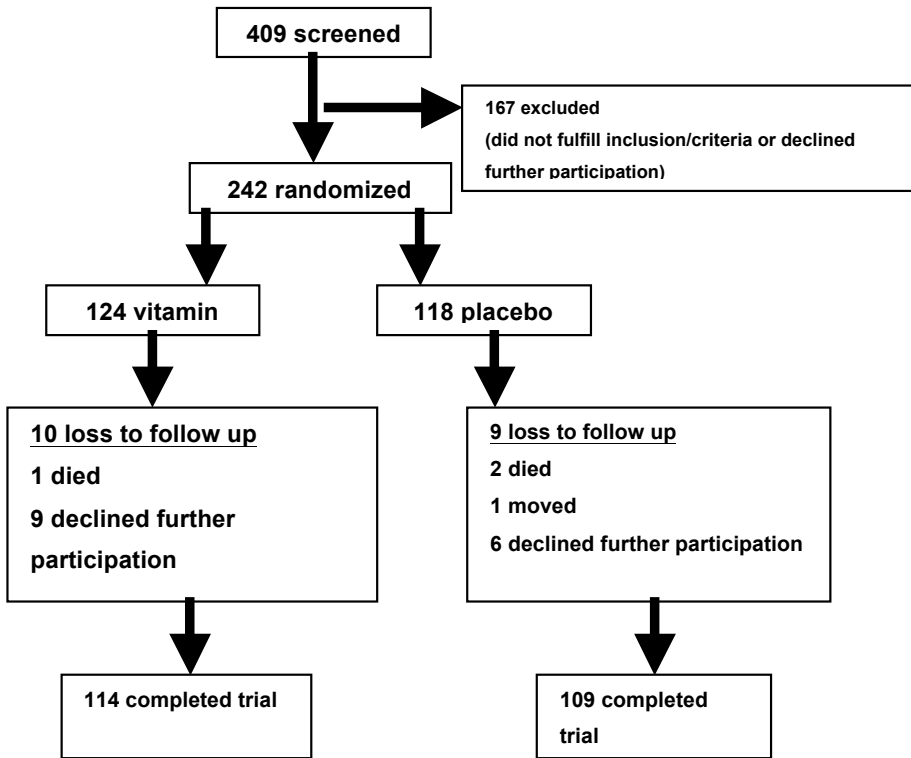 409 screened
167 excluded
(did not fulfill inclusion/criteria or declined
further participation)
242 randomized
124 vitamin
118 placebo
10 loss to follow up
1 died
9 declined further
participation
9 loss to follow up
2 died
1 moved
6 declined further participation
114 completed trial
109 completed
trial